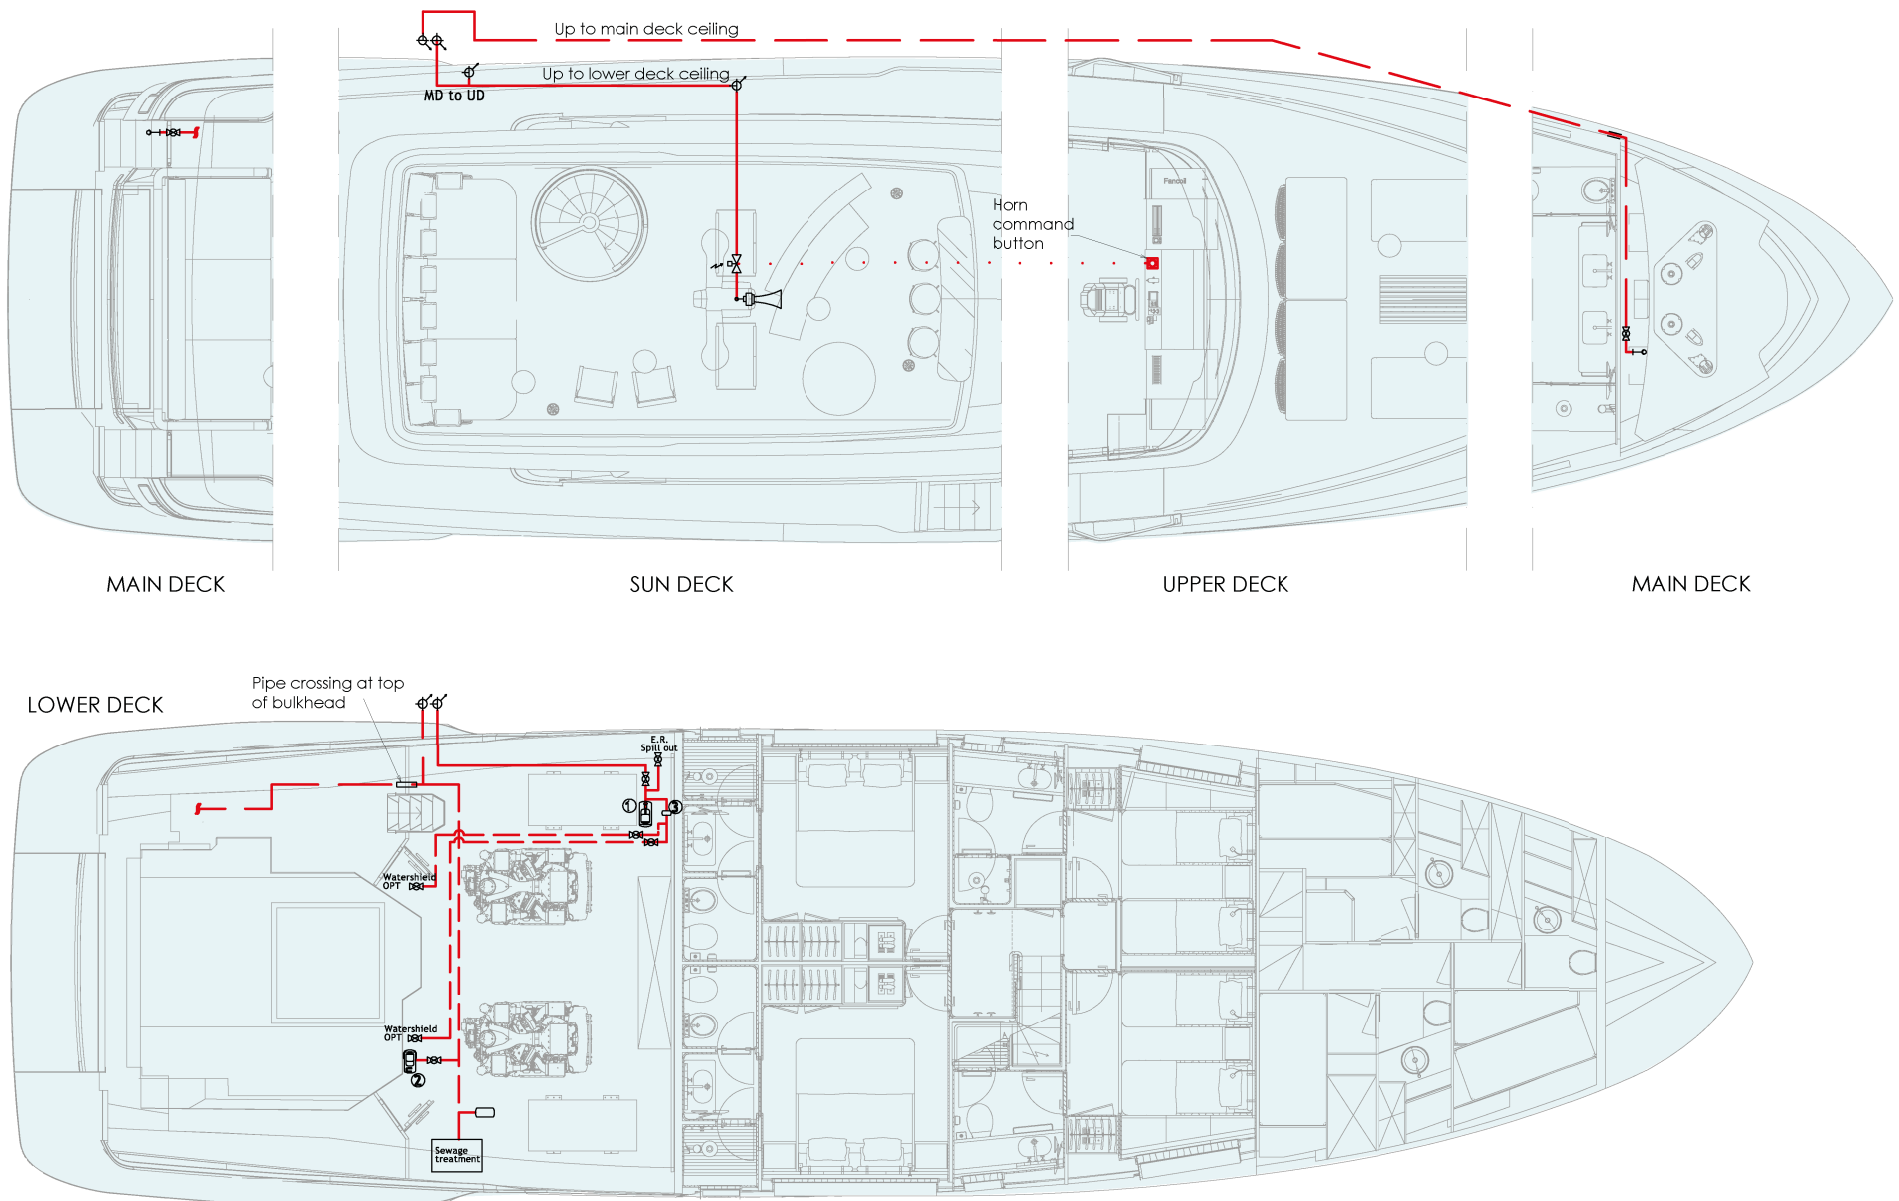 Up to main deck ceiling
Up to lower deck ceiling
MD to UD
Horn
command
button
Fancoil
MAIN DECK
SUN DECK
UPPER DECK
MAIN DECK
LOWER DECK
Pipe crossing at top
of bulkhead
E.R.
Spill out
1
3
Watershield
OPT
Watershield
OPT
2
Sewage
treatment